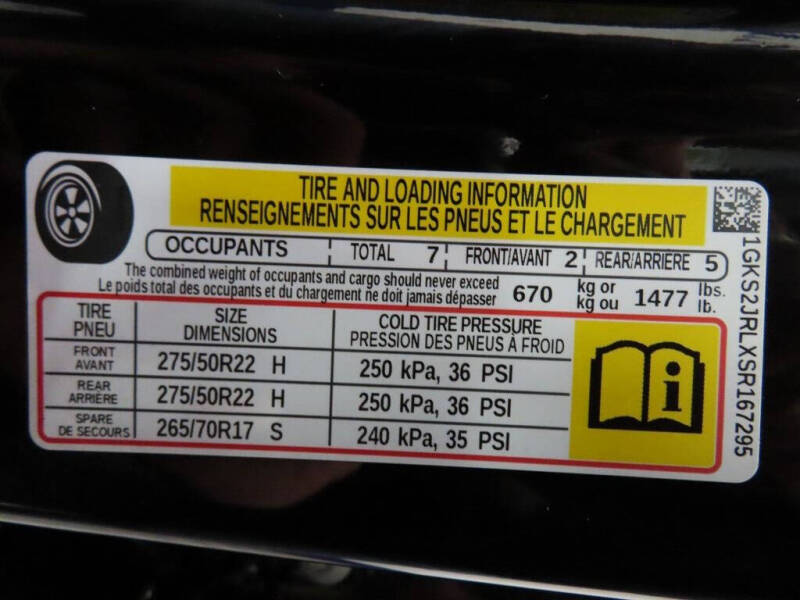 TIRE AND LOADING INFORMATION
RENSEIGNEMENTS SUR LES PNEUS ET LE CHARGEMENT
OCCUPANTS TOTAL 7 FRONT/AVANT 2 REAR/ARRIÈRE 5
The combined weight of occupants and cargo should never exceed
Le poids total des occupants et du chargement ne doit jamais dépasser
670 kg or 1477 lbs.
kg ou lb.
TIRE SIZE COLD TIRE PRESSURE
PNEU DIMENSIONS PRESSION DES PNEUS À FROID
FRONT
AVANT 275/50R22 H 250 kPa, 36 PSI
REAR
ARRIÈRE 275/50R22 H 250 kPa, 36 PSI
SPARE
DE SECOURS 265/70R17 S 240 kPa, 35 PSI
i
1GKS2JRLXSR167295